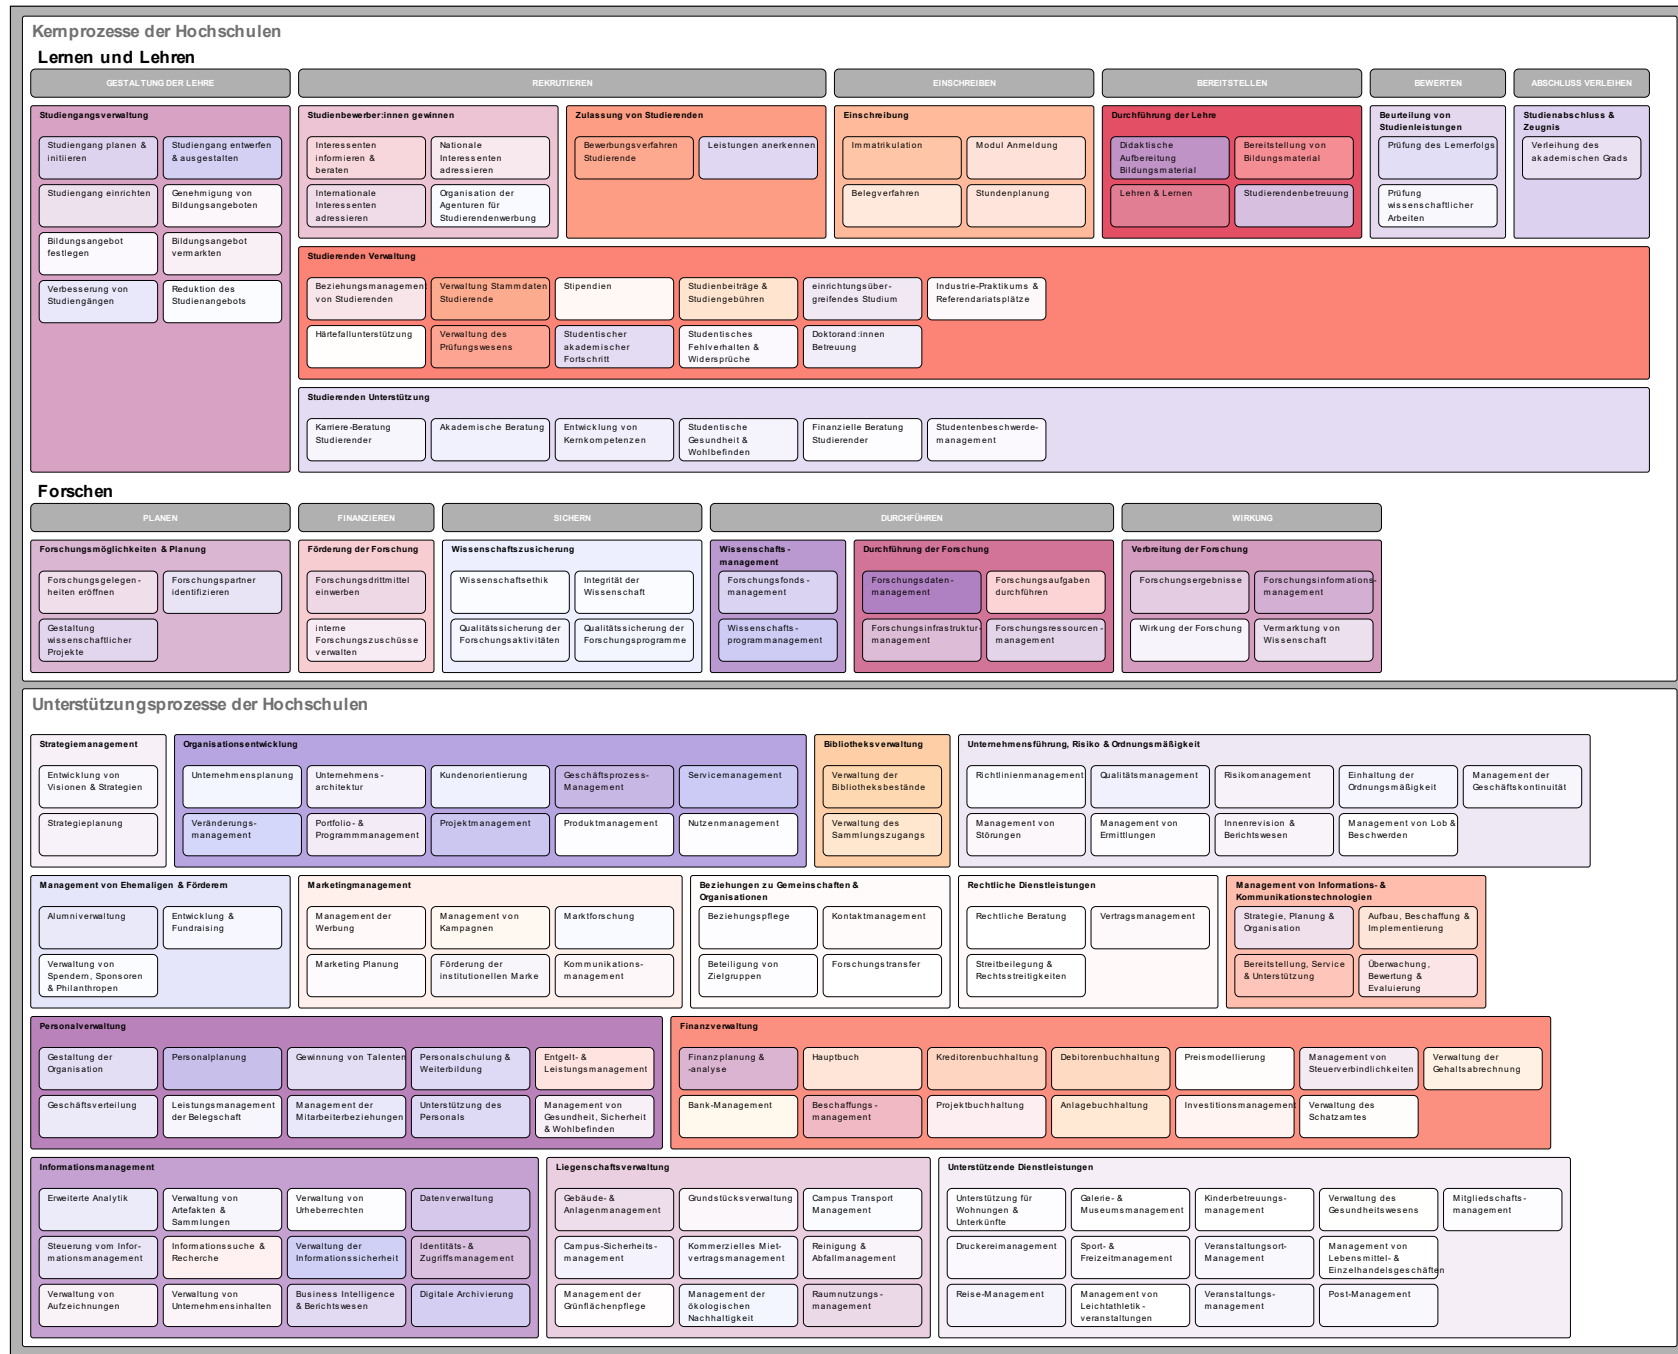 Kernprozesse der Hochschulen
Lernen und Lehren
GESTALTUNG DER LEHRE
REKRUTIEREN
EINSCHREIBEN
BEREITSTELLEN
BEWERTEN
ABSCHLUSS VERLEIHEN
Studiengangsverwaltung
Studiengang planen &
initiieren
Studiengang entwerfen
& ausgestalten
Studiengang einrichten
Genehmigung von
Bildungsangeboten
Bildungsangebot
festlegen
Bildungsangebot
vermarkten
Verbesserung von
Studiengängen
Reduktion des
Studienangebots
Studienbewerber:innen gewinnen
Interessenten
informieren &
beraten
Nationale
Interessenten
adressieren
Internationale
Interessenten
adressieren
Organisation der
Agenturen für
Studierendenwerbung
Zulassung von Studierenden
Bewerbungsverfahren
Studierende
Leistungen anerkennen
Einschreibung
Immatrikulation
Modul Anmeldung
Belegverfahren
Stundenplanung
Durchführung der Lehre
Didaktische
Aufbereitung
Bildungsmaterial
Bereitstellung von
Bildungsmaterial
Lehren & Lernen
Studierendenbetreuung
Beurteilung von
Studienleistungen
Prüfung des Lernerfolgs
Prüfung
wissenschaftlicher
Arbeiten
Studienabschluss &
Zeugnis
Verleihung des
akademischen Grads
Studierenden Verwaltung
Beziehungsmanagement
von Studierenden
Verwaltung Stammdaten
Studierende
Stipendien
Studienbeiträge &
Studiengebühren
einrichtungsüber-
greifendes Studium
Industrie-Praktikums &
Referendariatsplätze
Härtefallunterstützung
Verwaltung des
Prüfungswesens
Studentischer
akademischer
Fortschritt
Studentisches
Fehlverhalten &
Widersprüche
Doktorand:innen
Betreuung
Studierenden Unterstützung
Karriere-Beratung
Studierender
Akademische Beratung
Entwicklung von
Kernkompetenzen
Studentische
Gesundheit &
Wohlbefinden
Finanzielle Beratung
Studierender
Studentenbeschwerde-
management
Forschen
PLANEN
FINANZIEREN
SICHERN
DURCHFÜHREN
WIRKUNG
Forschungsmöglichkeiten & Planung
Forschungsgelegen-
heiten eröffnen
Forschungspartner
identifizieren
Gestaltung
wissenschaftlicher
Projekte
Förderung der Forschung
Forschungsdrittmittel
einwerben
interne
Forschungszuschüsse
verwalten
Wissenschaftszusicherung
Wissenschaftsethik
Integrität der
Wissenschaft
Qualitätssicherung der
Forschungsaktivitäten
Qualitätssicherung der
Forschungsprogramme
Wissenschafts-
management
Forschungsfonds-
management
Wissenschafts-
programmanagement
Durchführung der Forschung
Forschungsdaten-
management
Forschungsaufgaben
durchführen
Forschungsinfrastruktur-
management
Forschungsressourcen-
management
Verbreitung der Forschung
Forschungsergebnisse
Forschungsinformations-
management
Wirkung der Forschung
Vermarktung von
Wissenschaft
Unterstützungsprozesse der Hochschulen
Strategiemanagement
Entwicklung von
Visionen & Strategien
Strategieplanung
Organisationsentwicklung
Unternehmensplanung
Unternehmens-
architektur
Kundenorientierung
Geschäftsprozess-
Management
Servicemanagement
Veränderungs-
management
Portfolio- &
Programmmanagement
Projektmanagement
Produktmanagement
Nutzenmanagement
Bibliotheksverwaltung
Verwaltung der
Bibliotheksbestände
Verwaltung des
Sammlungszugangs
Unternehmensführung, Risiko & Ordnungsmäßigkeit
Richtlinienmanagement
Qualitätsmanagement
Risikomanagement
Einhaltung der
Ordnungsmäßigkeit
Management der
Geschäftskontinuität
Management von
Störungen
Management von
Ermittlungen
Innenrevision &
Berichtswesen
Management von Lob &
Beschwerden
Management von Ehemaligen & Förderern
Alumniverwaltung
Entwicklung &
Fundraising
Verwaltung von
Spendern, Sponsoren
& Philanthropen
Marketingmanagement
Management der
Werbung
Management von
Kampagnen
Marktforschung
Marketing Planung
Förderung der
institutionellen Marke
Kommunikations-
management
Beziehungen zu Gemeinschaften &
Organisationen
Beziehungspflege
Kontaktmanagement
Beteiligung von
Zielgruppen
Forschungstransfer
Rechtliche Dienstleistungen
Rechtliche Beratung
Vertragsmanagement
Streitbeilegung &
Rechtsstreitigkeiten
Management von Informations- &
Kommunikationstechnologien
Strategie, Planung &
Organisation
Aufbau, Beschaffung &
Implementierung
Bereitstellung, Service
& Unterstützung
Überwachung,
Bewertung &
Evaluierung
Personalverwaltung
Gestaltung der
Organisation
Personalplanung
Gewinnung von Talenten
Personalschulung &
Weiterbildung
Entgelt- &
Leistungsmanagement
Geschäftsverteilung
Leistungsmanagement
der Belegschaft
Management der
Mitarbeiterbeziehungen
Unterstützung des
Personals
Management von
Gesundheit, Sicherheit
& Wohlbefinden
Finanzverwaltung
Finanzplanung &
-analyse
Hauptbuch
Kreditorenbuchhaltung
Debitorenbuchhaltung
Preismodellierung
Management von
Steuerverbindlichkeiten
Verwaltung der
Gehaltsabrechnung
Bank-Management
Beschaffungs-
management
Projektbuchhaltung
Anlagebuchhaltung
Investitionsmanagement
Verwaltung des
Schatzamtes
Informationsmanagement
Erweiterte Analytik
Verwaltung von
Artefakten &
Sammlungen
Verwaltung von
Urheberrechten
Datenverwaltung
Steuerung vom Infor-
mationsmanagement
Informationssuche &
Recherche
Verwaltung der
Informationssicherheit
Identitäts- &
Zugriffsmanagement
Verwaltung von
Aufzeichnungen
Verwaltung von
Unternehmensinhalten
Business Intelligence
& Berichtswesen
Digitale Archivierung
Liegenschaftsverwaltung
Gebäude- &
Anlagenmanagement
Grundstücksverwaltung
Campus Transport
Management
Campus-Sicherheits-
management
Kommerzielles Miet-
vertragsmanagement
Reinigung &
Abfallmanagement
Management der
Grünflächenpflege
Management der
ökologischen
Nachhaltigkeit
Raumnutzungs-
management
Unterstützende Dienstleistungen
Unterstützung für
Wohnungen &
Unterkünfte
Galerie- &
Museumsmanagement
Kinderbetreuungs-
management
Verwaltung des
Gesundheitswesens
Mitgliedschafts-
management
Druckereimanagement
Sport- &
Freizeitmanagement
Veranstaltungsort-
Management
Management von
Lebensmittel- &
Einzelhandelsgeschäften
Reise-Management
Management von
Leichtathletik-
veranstaltungen
Veranstaltungs-
management
Post-Management